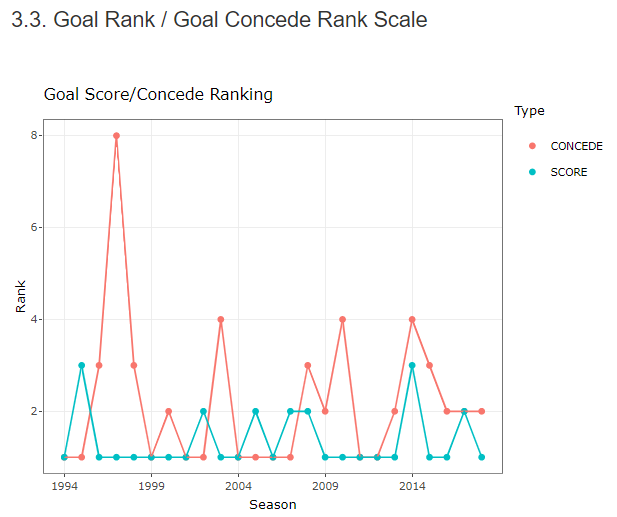 3.3. Goal Rank / Goal Concede Rank Scale
Goal Score/Concede Ranking
Type
CONCEDE
SCORE
8
6
4
2
Rank
1994 1999 2004 2009 2014
Season